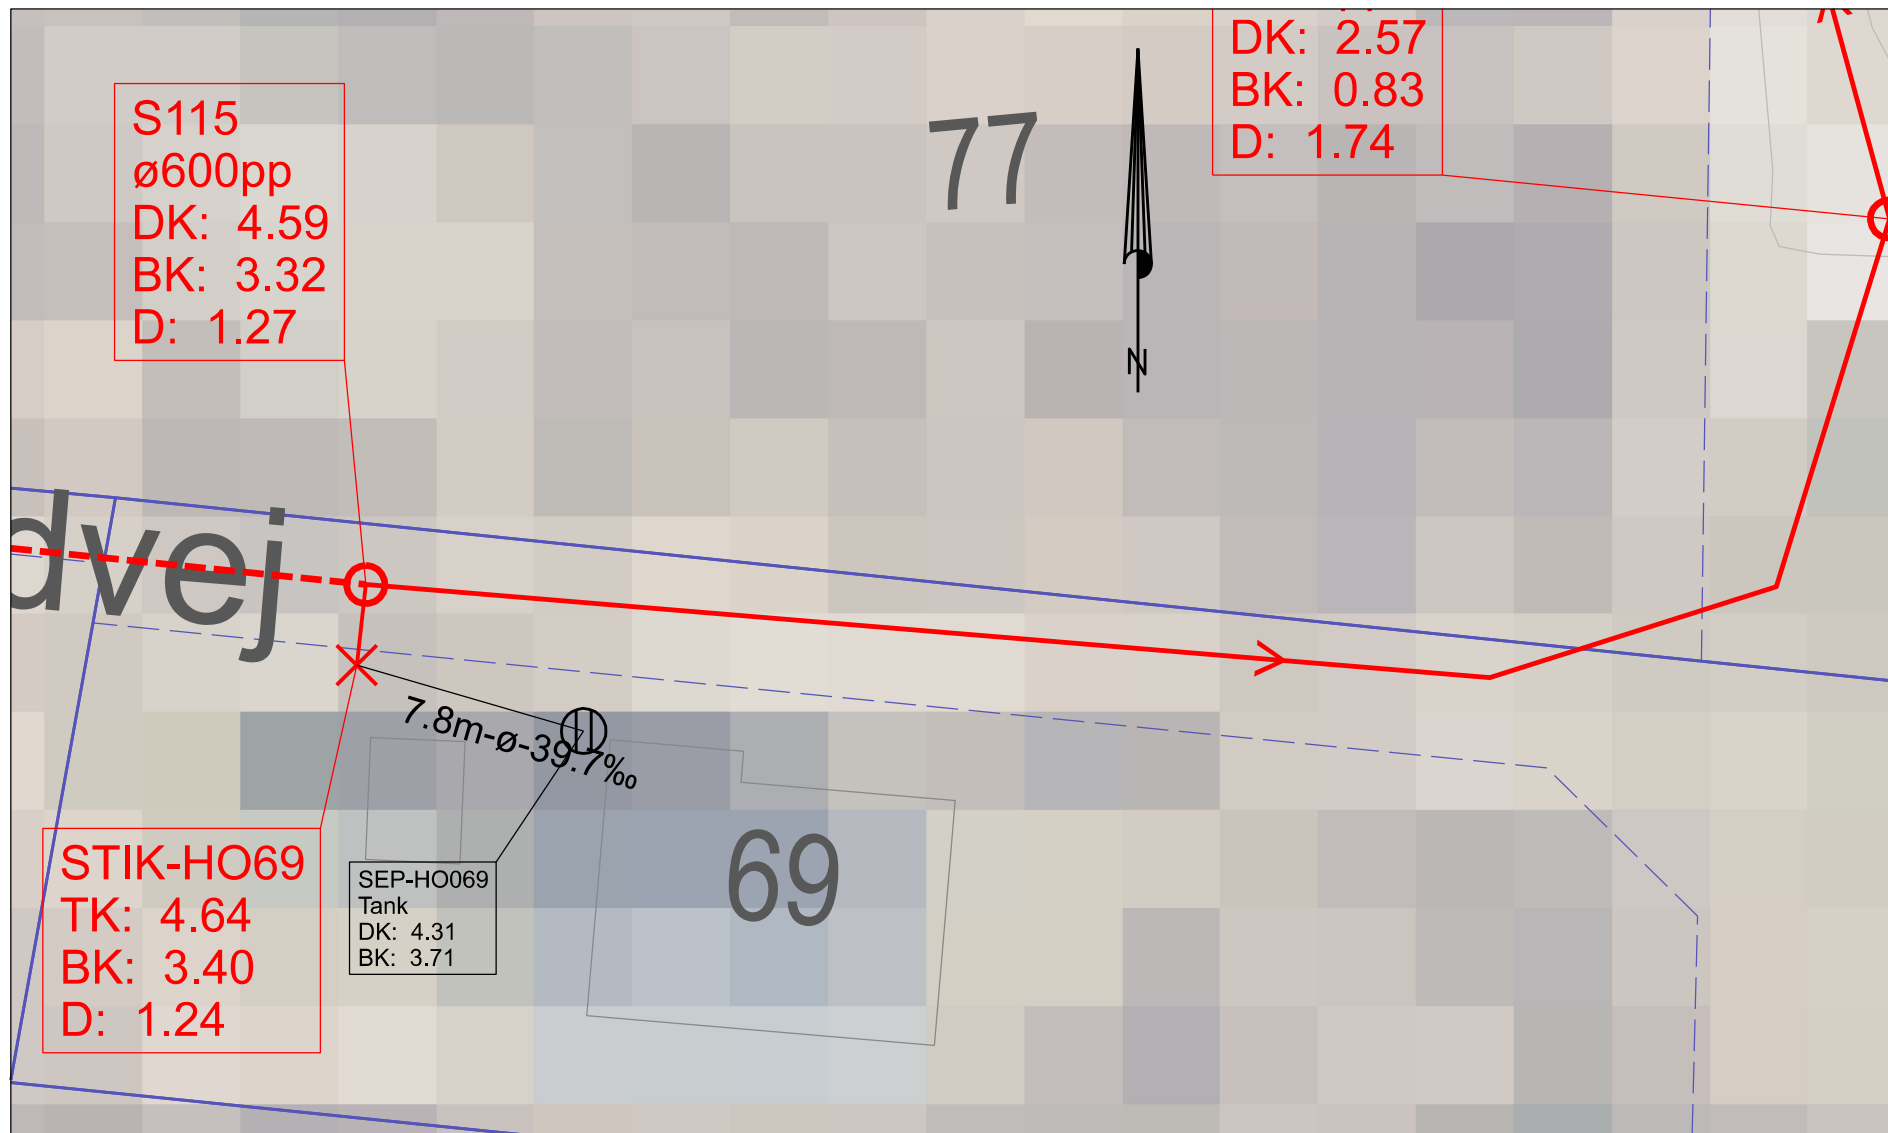 DK: 2.57
BK: 0.83
D: 1.74
S115
ø600pp
DK: 4.59
BK: 3.32
D: 1.27
77
N
dvej
7.8m-ø-39.7‰
STIK-HO69
TK: 4.64
BK: 3.40
D: 1.24
SEP-HO069
Tank
DK: 4.31
BK: 3.71
69